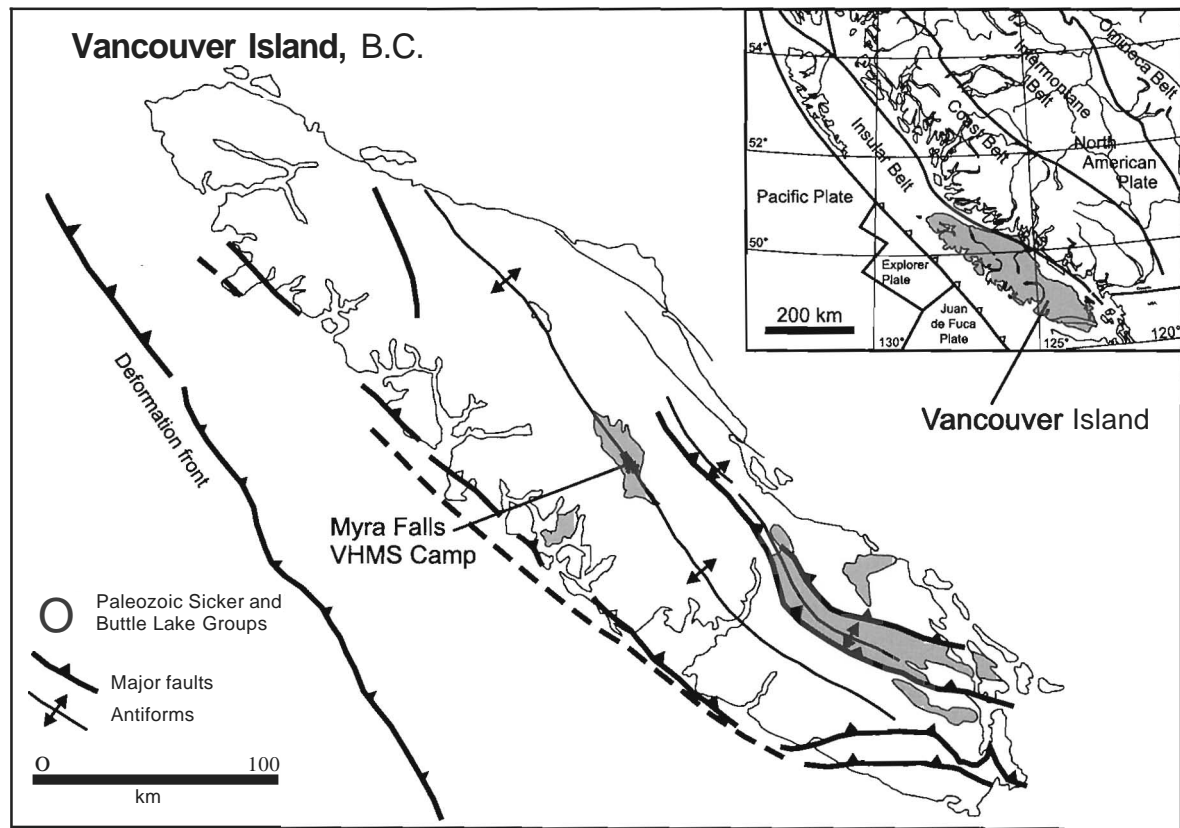 Vancouver Island, B.C.
Deformation front
Myra Falls
VHMS Camp
O
Paleozoic Sicker and
Buttle Lake Groups
Major faults
Antiforms
O 100
km
54°
52°
50°
Omineca Belt
Intermontane
Belt
Coast Belt
Insular Belt
North
American
Plate
Pacific Plate
Explorer
Plate
Juan
de Fuca
Plate
200 km
130°
125°
120°
Vancouver Island